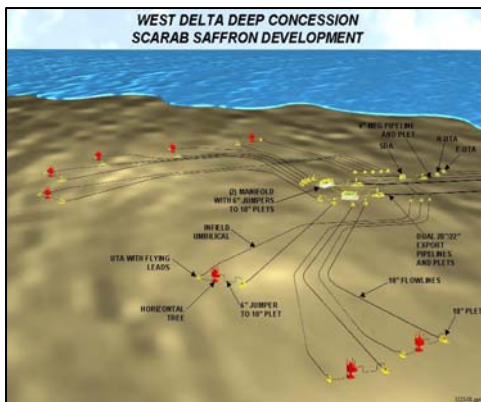 WEST DELTA DEEP CONCESSION
SCARAB SAFFRON DEVELOPMENT
4" MEG PIPELINE
AND PLET
H-UTA
SDA
E-UTA
(2) MANIFOLD
WITH 6" JUMPERS
TO 10" PLETS
INFIELD
UMBILICAL
DUAL 20"/22"
EXPORT
PIPELINES
AND PLETS
UTA WITH FLYING
LEADS
10" FLOWLINES
HORIZONTAL
TREE
6" JUMPER
TO 10" PLET
10" PLET